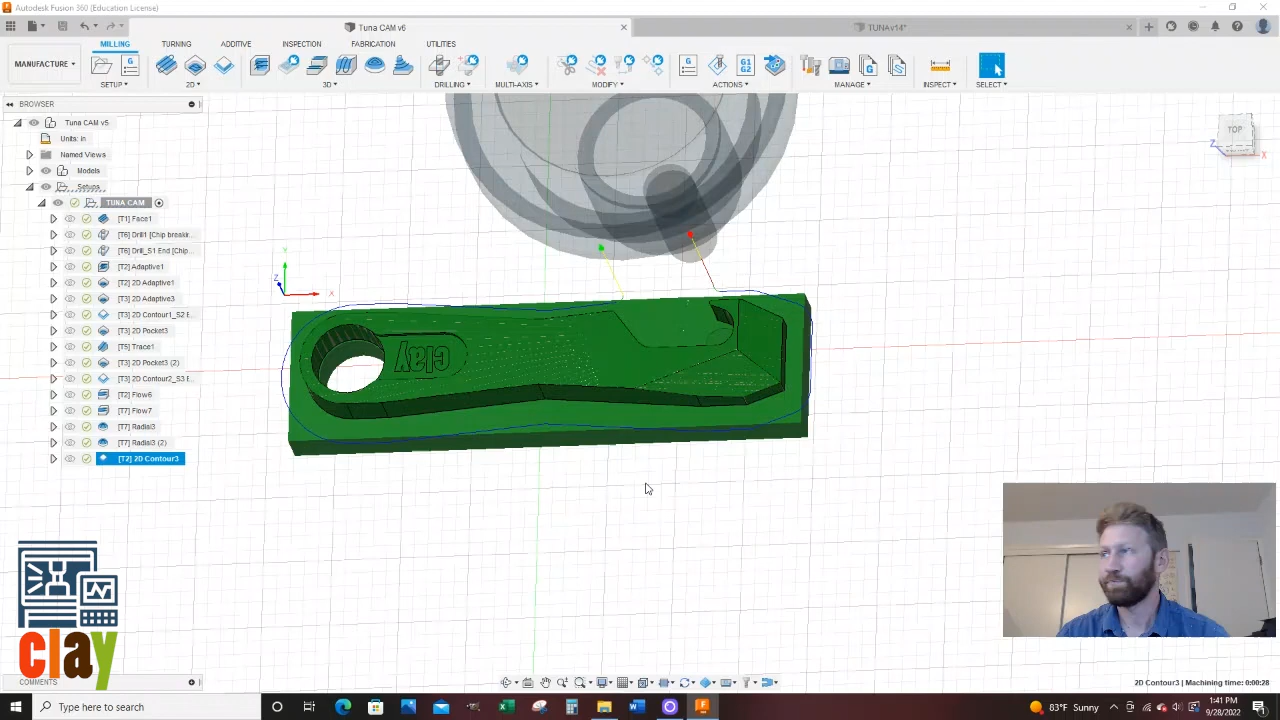 Autodesk Fusion 360 (Education License)
Tuna CAM v6
TUNAv14*
MILLING TURNING ADDITIVE INSPECTION FABRICATION UTILITIES
MANUFACTURE
SETUP 2D 3D DRILLING MULTI-AXIS MODIFY ACTIONS MANAGE INSPECT SELECT
BROWSER
Tuna CAM v5
Units: in
Named Views
Models
Setups
TUNA CAM
[T1] Face1
[T6] Drill1 [Chip breaki...
[T6] Drill_S1 End [Chip...
[T2] Adaptive1
[T2] 2D Adaptive1
[T3] 2D Adaptive3
[T3] 2D Contour1_S2 E...
[T3] 2D Pocket3
[T5] Trace1
[T3] 2D Pocket3 (2)
[T3] 2D Contour2_S3 E...
[T2] Flow6
[T7] Flow7
[T7] Radial3
[T7] Radial3 (2)
[T2] 2D Contour3
TOP
Z
X
Y
Z
X
clay
clay
COMMENTS
2D Contour3 | Machining time: 0:00:28
Type here to search
83°F Sunny
1:41 PM
9/28/2022